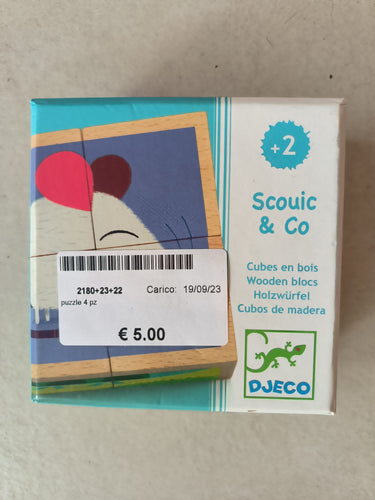 +2
Scouic
& Co
Cubes en bois
Wooden blocs
Holzwürfel
Cubos de madera
DJECO
2180+23+22 Carico: 19/09/23
puzzle 4 pz
€ 5.00